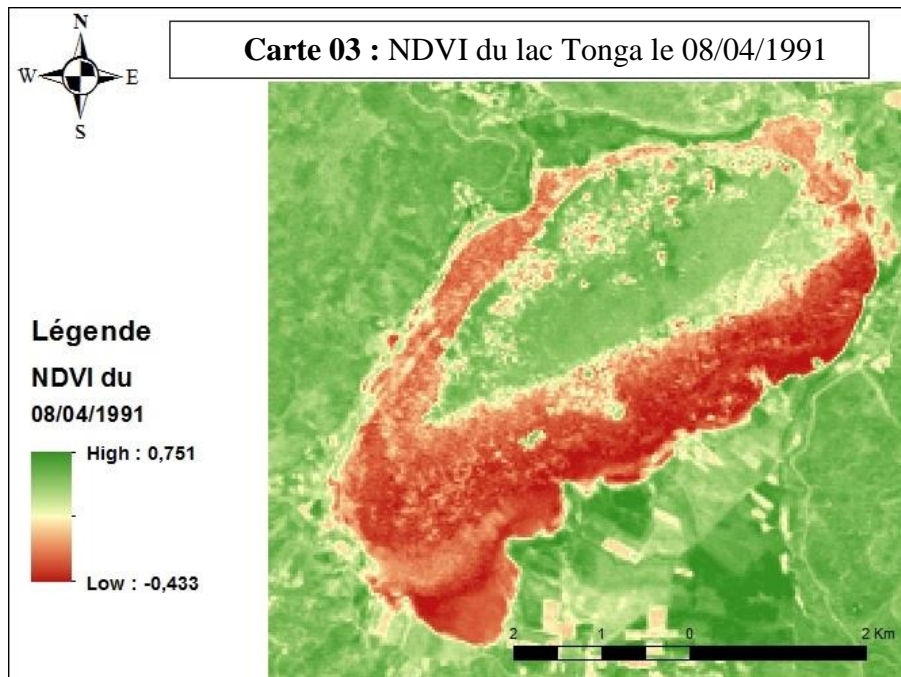 Carte 03 : NDVI du lac Tonga le 08/04/1991
N
W E
S
Légende
NDVI du
08/04/1991
High : 0,751
Low : -0,433
2 1 0 2 Km